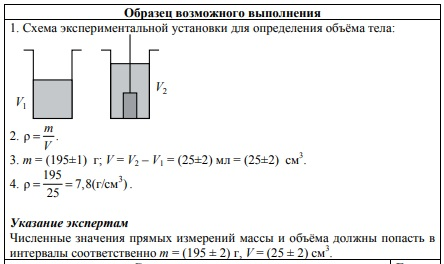 Образец возможного выполнения
1. Схема экспериментальной установки для определения объёма тела:
V₁ V₂
2. ρ = m/V.
3. m = (195±1) г; V = V₂ – V₁ = (25±2) мл = (25±2) см³.
4. ρ = 195/25 = 7,8(г/см³).
Указание экспертам
Численные значения прямых измерений массы и объёма должны попасть в
интервалы соответственно m = (195 ± 2) г, V = (25 ± 2) см³.